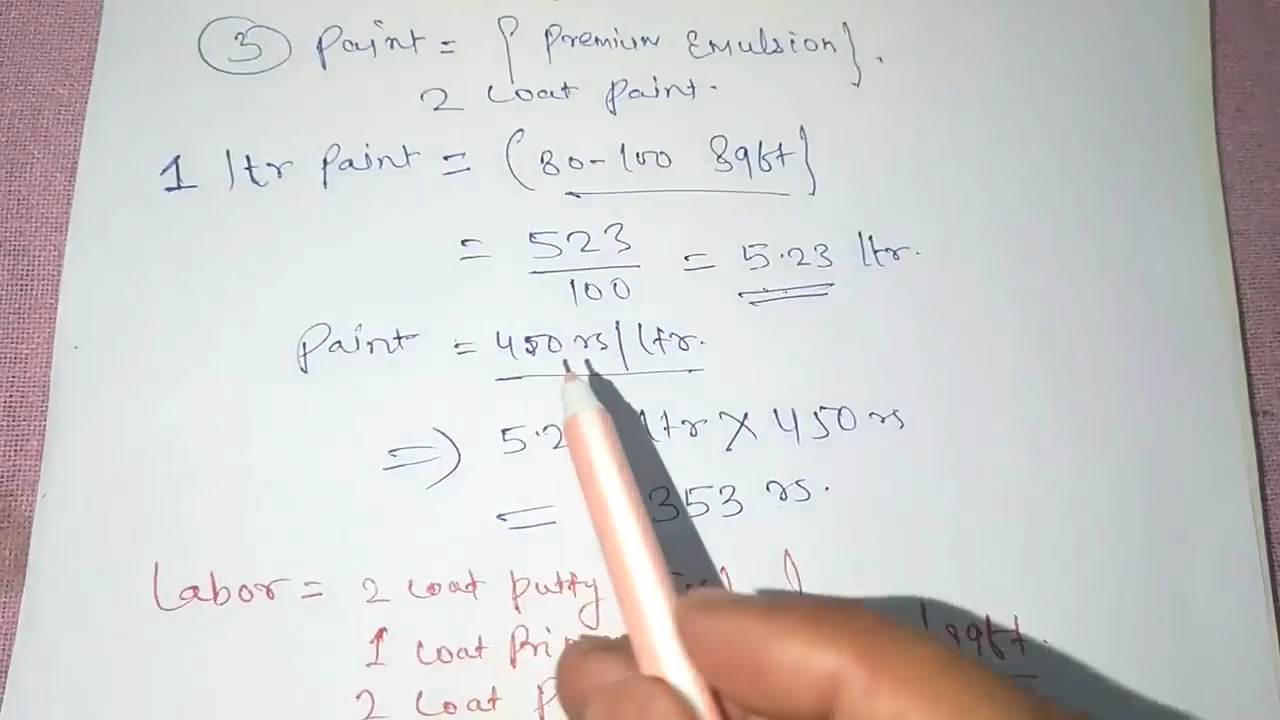 3 Paint = { Premium Emulsion}.
2 coat paint.
1 ltr paint = (80-100 sqft)
= 523/100 = 5.23 ltr.
Paint = 450 rs/ltr.
=> 5.2 ltr X 450 rs
= 353 rs.
Labor = 2 coat putty
1 coat Pri
2 coat P
sqft.